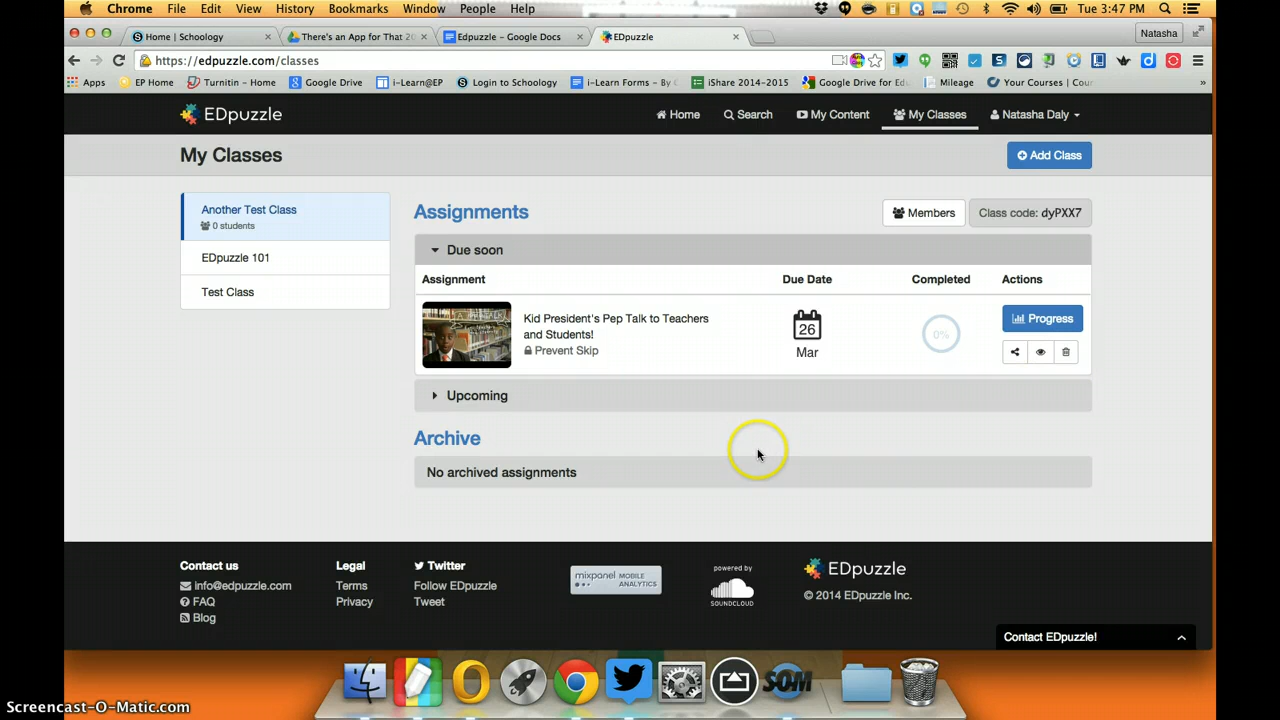 Chrome File Edit View History Bookmarks Window People Help Tue 3:47 PM
Home | Schoology There's an App for That 20 Edpuzzle – Google Docs EDpuzzle Natasha
https://edpuzzle.com/classes
Apps EP Home Turnitin – Home Google Drive i-Learn@EP Login to Schoology i-Learn Forms – By C iShare 2014-2015 Google Drive for Ed Mileage Your Courses | Cour »
EDpuzzle Home Search My Content My Classes Natasha Daly
My Classes Add Class
Another Test Class
0 students
EDpuzzle 101
Test Class
Assignments Members Class code: dyPXX7
Due soon
Assignment Due Date Completed Actions
Kid President's Pep Talk to Teachers
and Students!
Prevent Skip
26
Mar
0%
Progress
Upcoming
Archive
No archived assignments
Contact us
info@edpuzzle.com
FAQ
Blog
Legal
Terms
Privacy
Twitter
Follow EDpuzzle
Tweet
mixpanel MOBILE
ANALYTICS
powered by
SOUNDCLOUD
EDpuzzle
© 2014 EDpuzzle Inc.
Contact EDpuzzle!
SOM
Screencast-O-Matic.com